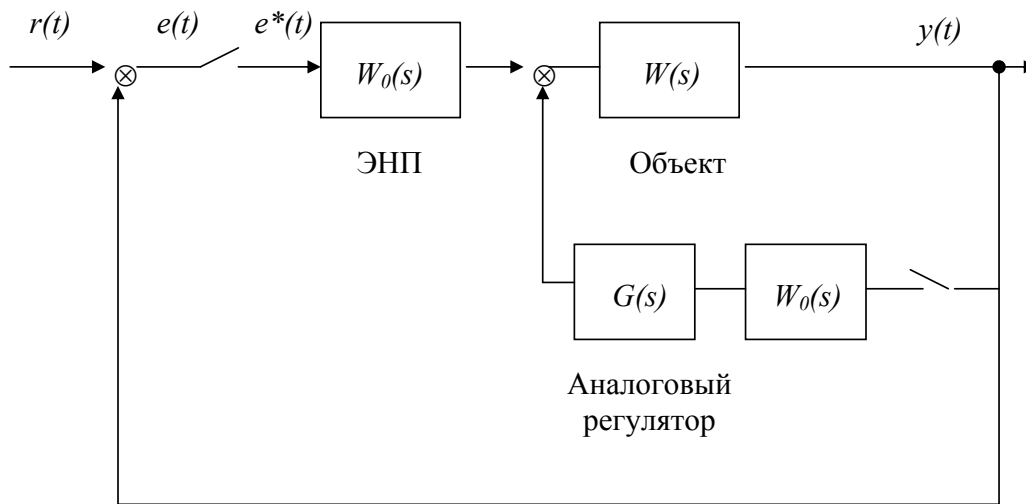 r(t)
e(t)
e*(t)
y(t)
W₀(s)
W(s)
ЭНП
Объект
G(s)
W₀(s)
Аналоговый
регулятор